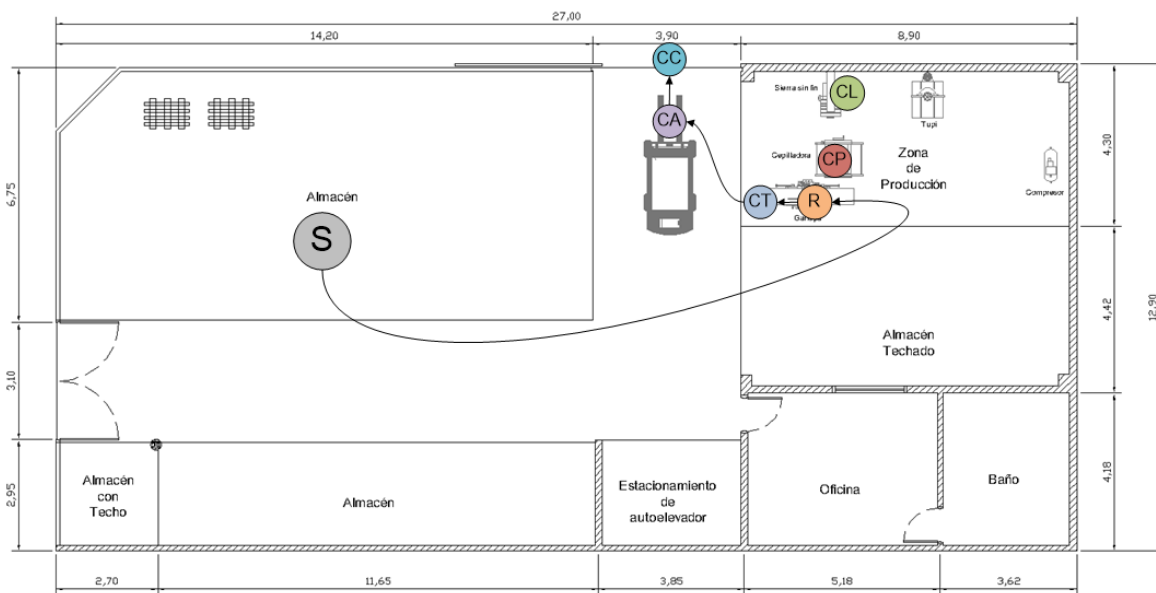 27,00
14,20
3,90
8,90
CC
Sierra sin fin
CL
Tupi
CA
6,75
4,30
Cepilladora
CP
Zona
de
Producción
Compresor
Almacén
CT
R
S
12,90
4,42
Almacén
Techado
3,10
2,95
Almacén
con
Techo
Almacén
Estacionamiento
de
autoelevador
Oficina
Baño
4,18
2,70
11,65
3,85
5,18
3,62